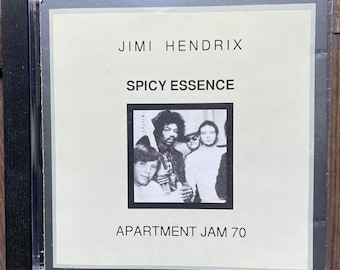 JIMI HENDRIX
SPICY ESSENCE
APARTMENT JAM 70